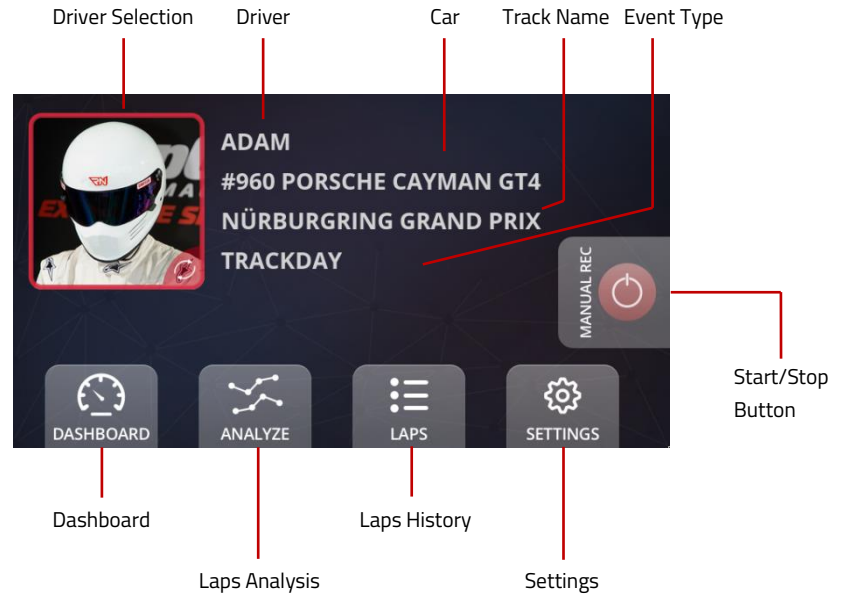 Driver Selection Driver Car Track Name Event Type
ADAM
#960 PORSCHE CAYMAN GT4
NÜRBURGRING GRAND PRIX
TRACKDAY
MANUAL REC
Start/Stop
Button
DASHBOARD ANALYZE LAPS SETTINGS
Dashboard Laps History
Laps Analysis Settings